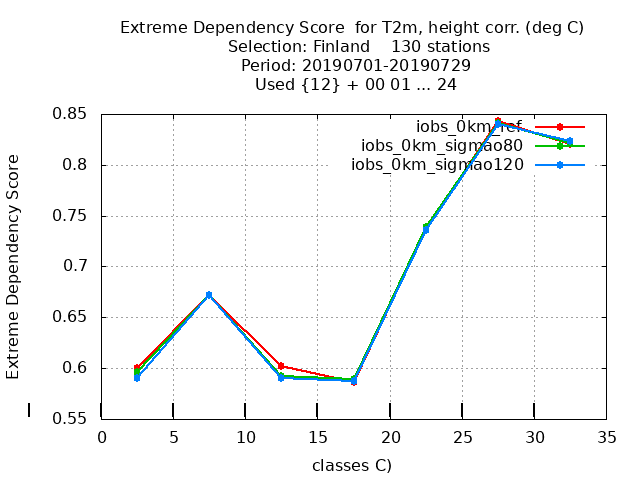 Extreme Dependency Score for T2m, height corr. (deg C)
Selection: Finland 130 stations
Period: 20190701-20190729
Used {12} + 00 01 ... 24
Extreme Dependency Score
0.85
0.8
0.75
0.7
0.65
0.6
0.55
iobs_0km_ref
iobs_0km_sigmao80
iobs_0km_sigmao120
0 5 10 15 20 25 30 35
classes C)